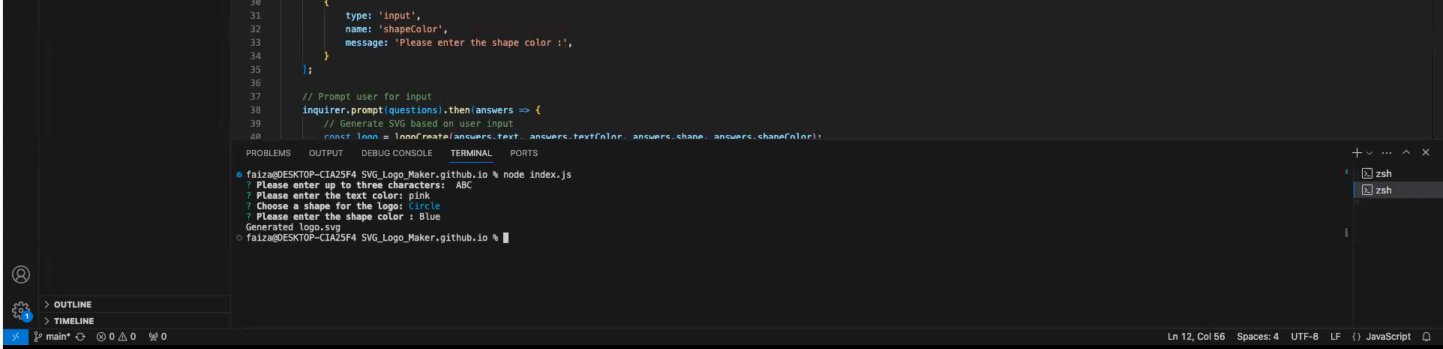 30 {
31 type: 'input',
32 name: 'shapeColor',
33 message: 'Please enter the shape color :',
34 }
35 ];
36
37 // Prompt user for input
38 inquirer.prompt(questions).then(answers => {
39 // Generate SVG based on user input
40 const logo = logoCreate(answers.text, answers.textColor, answers.shape, answers.shapeColor);
PROBLEMS OUTPUT DEBUG CONSOLE TERMINAL PORTS
faiza@DESKTOP-CIA25F4 SVG_Logo_Maker.github.io % node index.js
? Please enter up to three characters: ABC
? Please enter the text color: pink
? Choose a shape for the logo: Circle
? Please enter the shape color : Blue
Generated logo.svg
faiza@DESKTOP-CIA25F4 SVG_Logo_Maker.github.io %
zsh
zsh
OUTLINE
TIMELINE
1
main* 0 0 0
Ln 12, Col 56 Spaces: 4 UTF-8 LF {} JavaScript